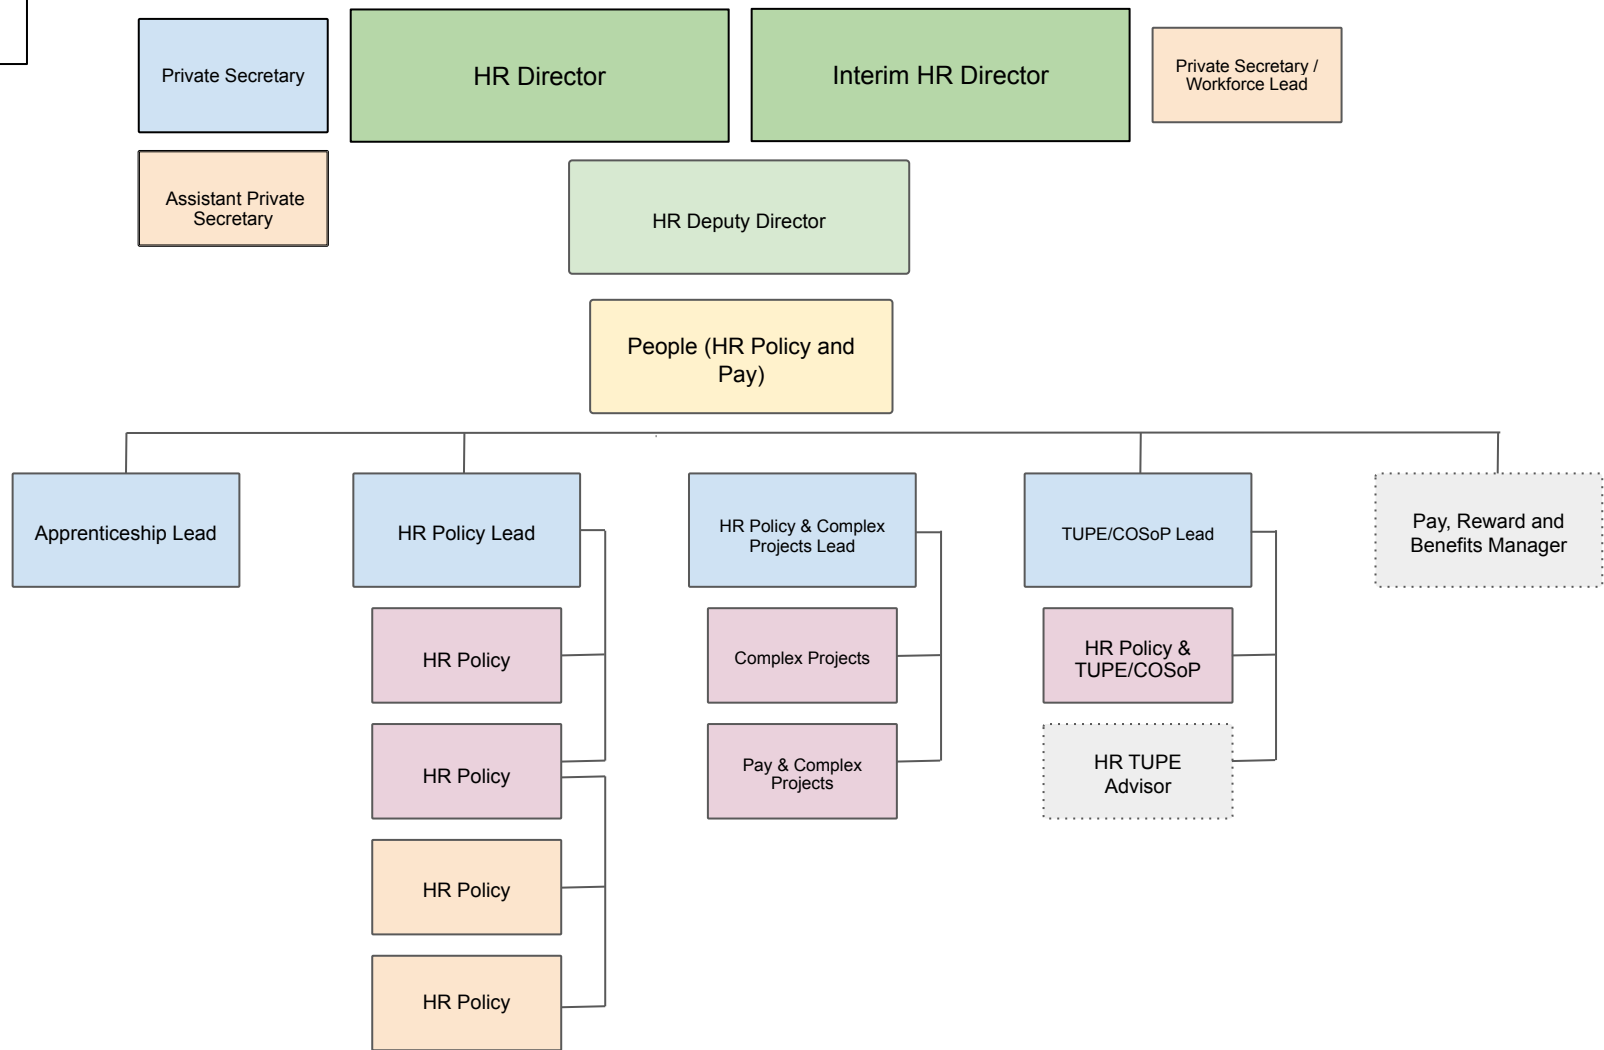 Private Secretary
HR Director
Interim HR Director
Private Secretary /
Workforce Lead
Assistant Private
Secretary
HR Deputy Director
People (HR Policy and
Pay)
Apprenticeship Lead
HR Policy Lead
HR Policy & Complex
Projects Lead
TUPE/COSoP Lead
Pay, Reward and
Benefits Manager
HR Policy
Complex Projects
HR Policy &
TUPE/COSoP
HR Policy
Pay & Complex
Projects
HR TUPE
Advisor
HR Policy
HR Policy